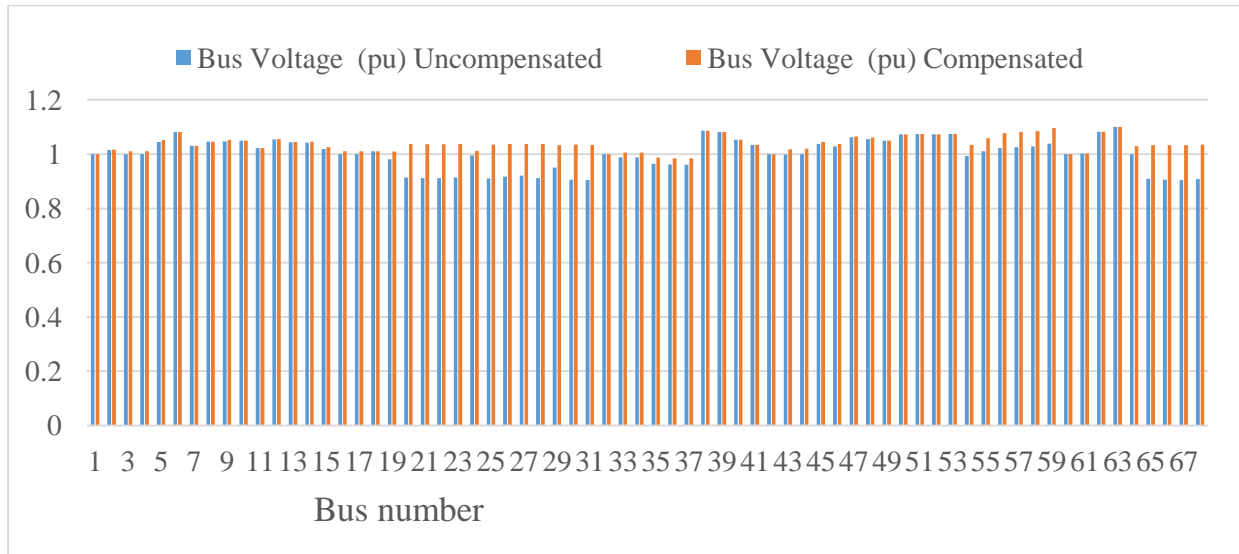 Bus Voltage (pu) Uncompensated Bus Voltage (pu) Compensated
1.2
1
0.8
0.6
0.4
0.2
0
1 3 5 7 9 11 13 15 17 19 21 23 25 27 29 31 33 35 37 39 41 43 45 47 49 51 53 55 57 59 61 63 65 67
Bus number